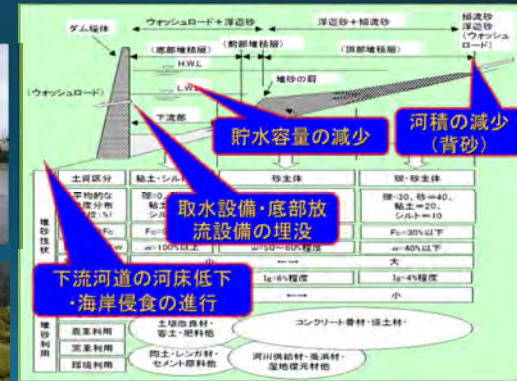 ウォッシュロード+浮遊砂
浮遊砂+掃流砂
掃流砂
浮遊砂
(ウォッシュ
ロード)
ダム堤体
(底部堆積層)
(前部堆積層)
(頂部堆積層)
H.W.L
L.W.L
堆砂の肩
(ウォッシュロード)
下流部
貯水容量の減少
河積の減少
(背砂)
土質区分
粘土・シルト
砂主体
礫・砂主体
平均的な
取水設備・底部放
流設備の埋没
礫=30、砂=40、
粘土=20、
シルト=10
Fc=30%以下
w=100%以上
w=50~60%程度
w=40%以下
小
大
下流河道の河床低下
・海岸侵食の進行
Ig=6%程度
Ig=4%程度
小
堆砂性状
堆砂利用
農業利用
土壌改良材・
客土・肥料他
コンクリート骨材・盛土材・
窯業利用
環境利用
陶土・レンガ材・
セメント原料他
河川供給材・養浜材・
湿地復元材他